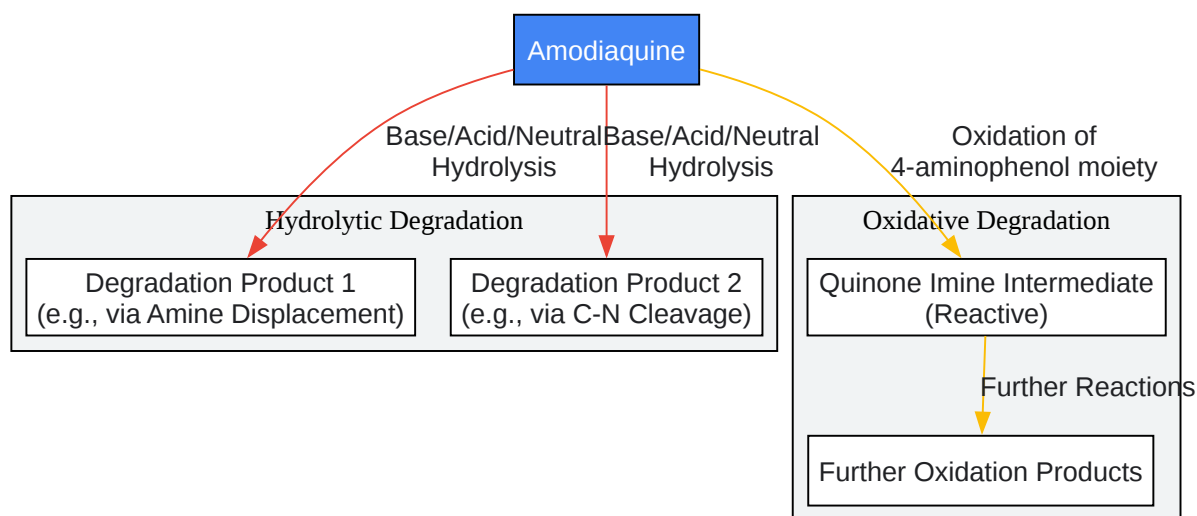 Amodiaquine
Base/Acid/Neutral
Hydrolysis
Base/Acid/Neutral
Hydrolysis
Oxidation of
4-aminophenol moiety
Hydrolytic Degradation
Degradation Product 1
(e.g., via Amine Displacement)
Degradation Product 2
(e.g., via C-N Cleavage)
Oxidative Degradation
Quinone Imine Intermediate
(Reactive)
Further Reactions
Further Oxidation Products